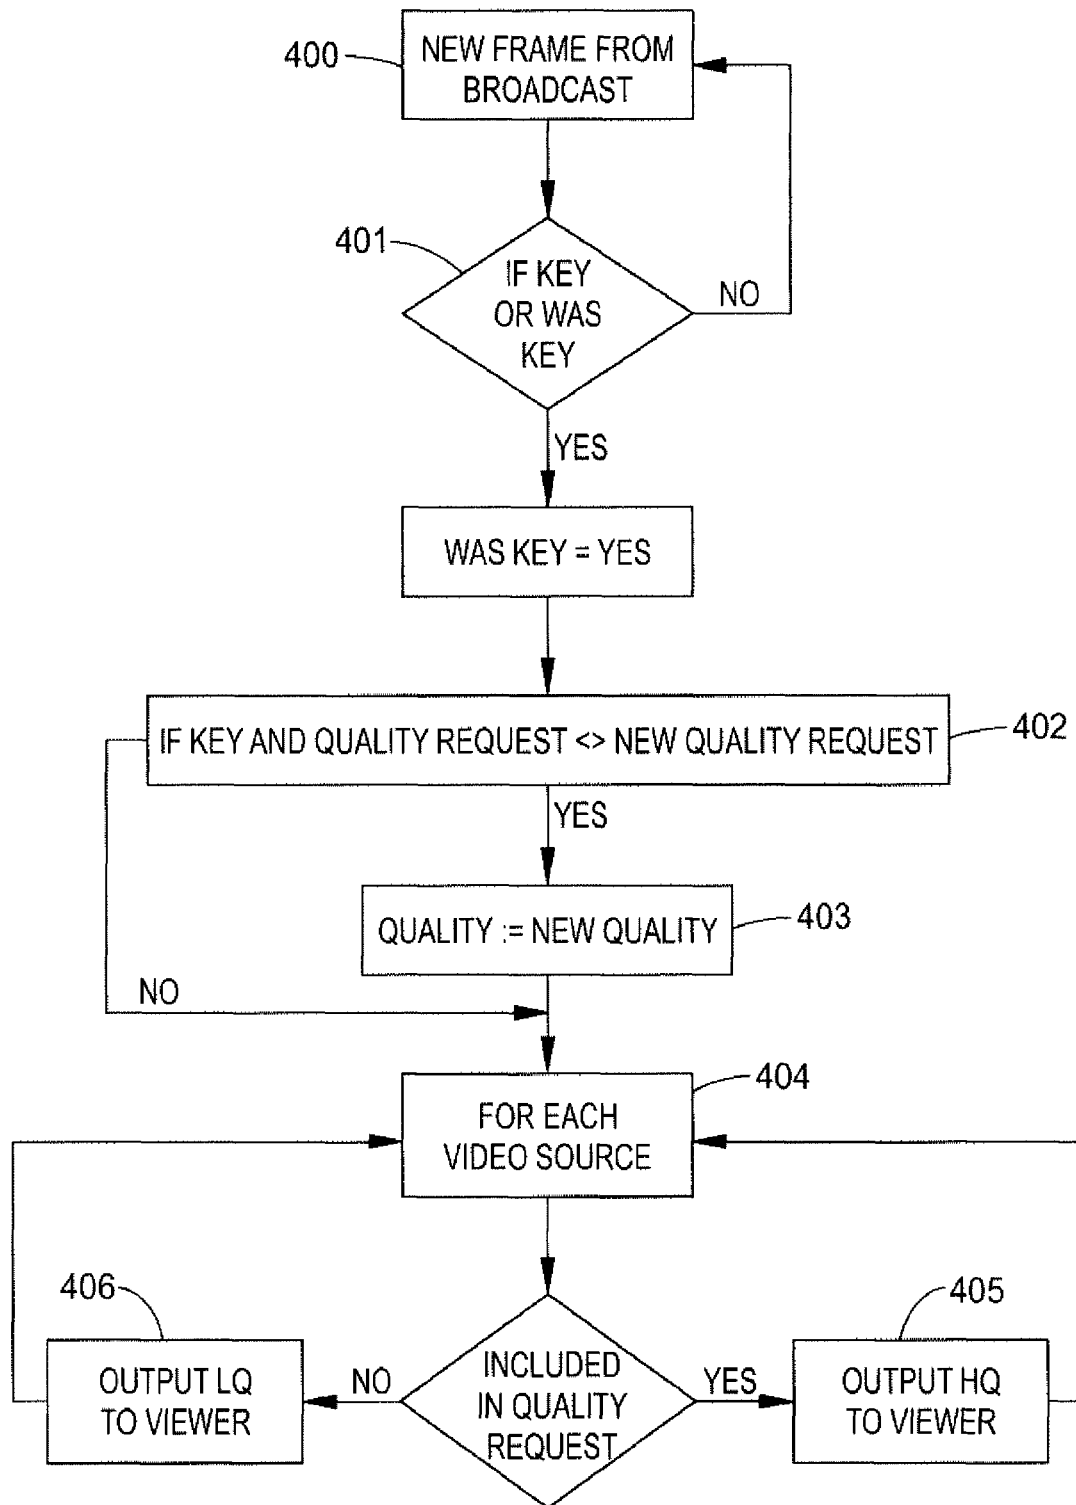 400
NEW FRAME FROM
BROADCAST
401
IF KEY
OR WAS
KEY
NO
YES
WAS KEY = YES
IF KEY AND QUALITY REQUEST <> NEW QUALITY REQUEST
402
YES
QUALITY := NEW QUALITY
403
NO
404
FOR EACH
VIDEO SOURCE
406
405
OUTPUT LQ
TO VIEWER
NO
INCLUDED
IN QUALITY
REQUEST
YES
OUTPUT HQ
TO VIEWER